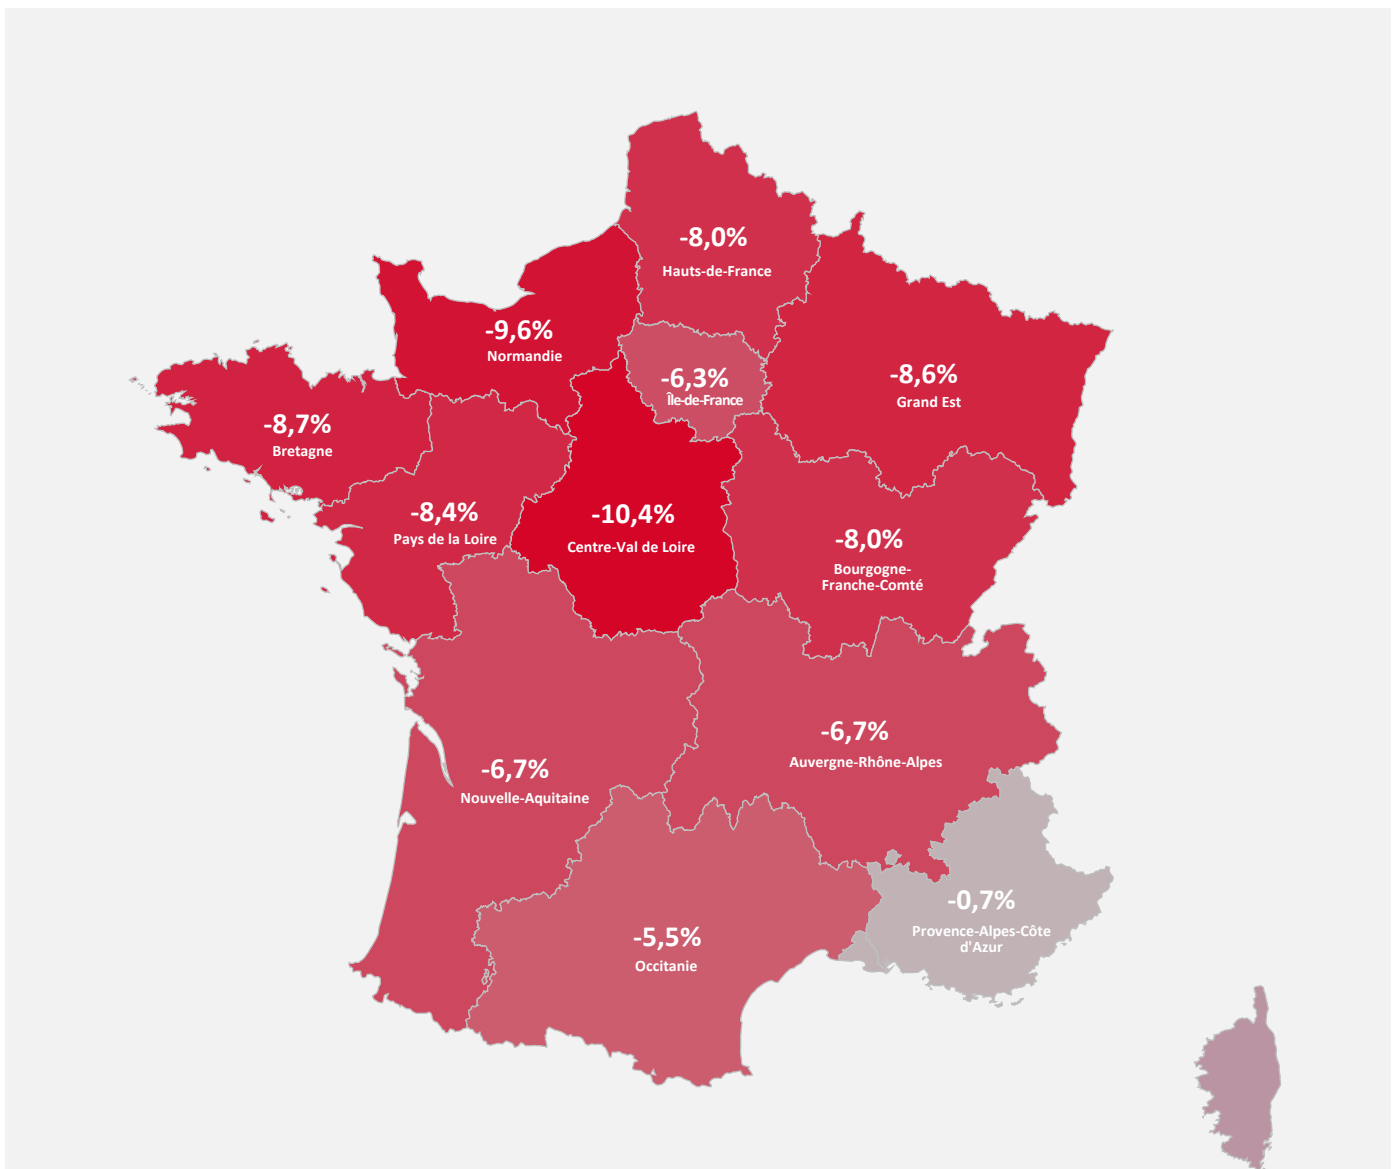 -8,0%
Hauts-de-France
-9,6%
Normandie
-6,3%
Île-de-France
-8,6%
Grand Est
-8,7%
Bretagne
-8,4%
Pays de la Loire
-10,4%
Centre-Val de Loire
-8,0%
Bourgogne-
Franche-Comté
-6,7%
Auvergne-Rhône-Alpes
-6,7%
Nouvelle-Aquitaine
-0,7%
Provence-Alpes-Côte
d'Azur
-5,5%
Occitanie